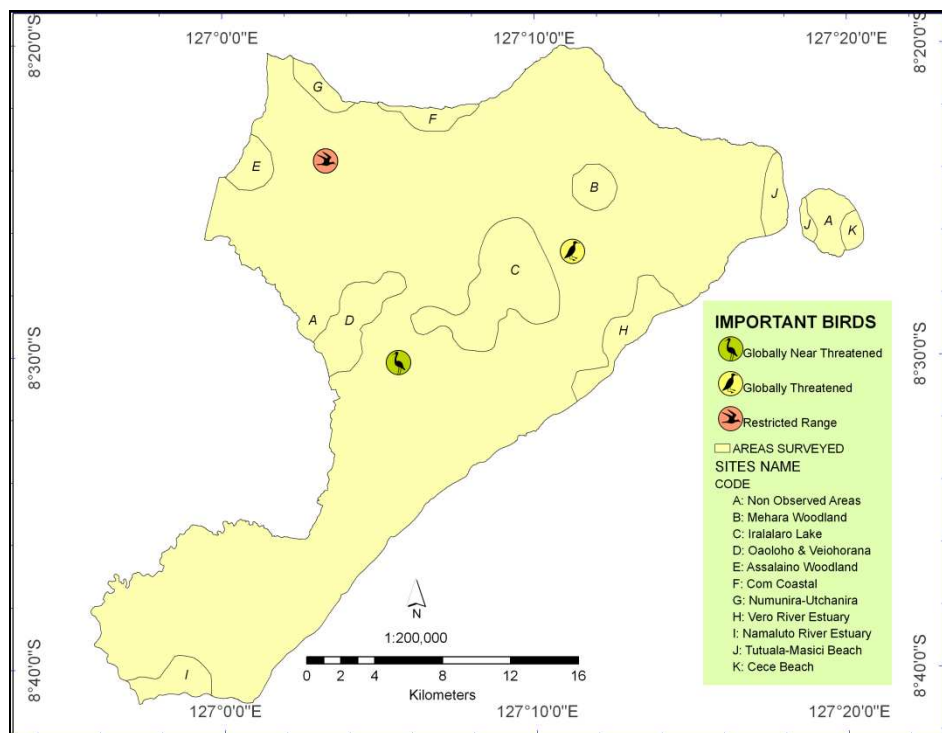 127°0'0"E
127°10'0"E
127°20'0"E
8°20'0"S
8°20'0"S
G
F
E
B
J
J
A
K
C
A
D
H
8°30'0"S
8°30'0"S
IMPORTANT BIRDS
Globally Near Threatened
Globally Threatened
Restricted Range
AREAS SURVEYED
SITES NAME
CODE
A: Non Observed Areas
B: Mehara Woodland
C: Iralalaro Lake
D: Oaoloho & Veiohorana
E: Assalaino Woodland
F: Com Coastal
G: Numunira-Utchanira
H: Vero River Estuary
I: Namaluto River Estuary
J: Tutuala-Masici Beach
K: Cece Beach
N
1:200,000
0 2 4 8 12 16
Kilometers
I
8°40'0"S
8°40'0"S
127°0'0"E
127°10'0"E
127°20'0"E